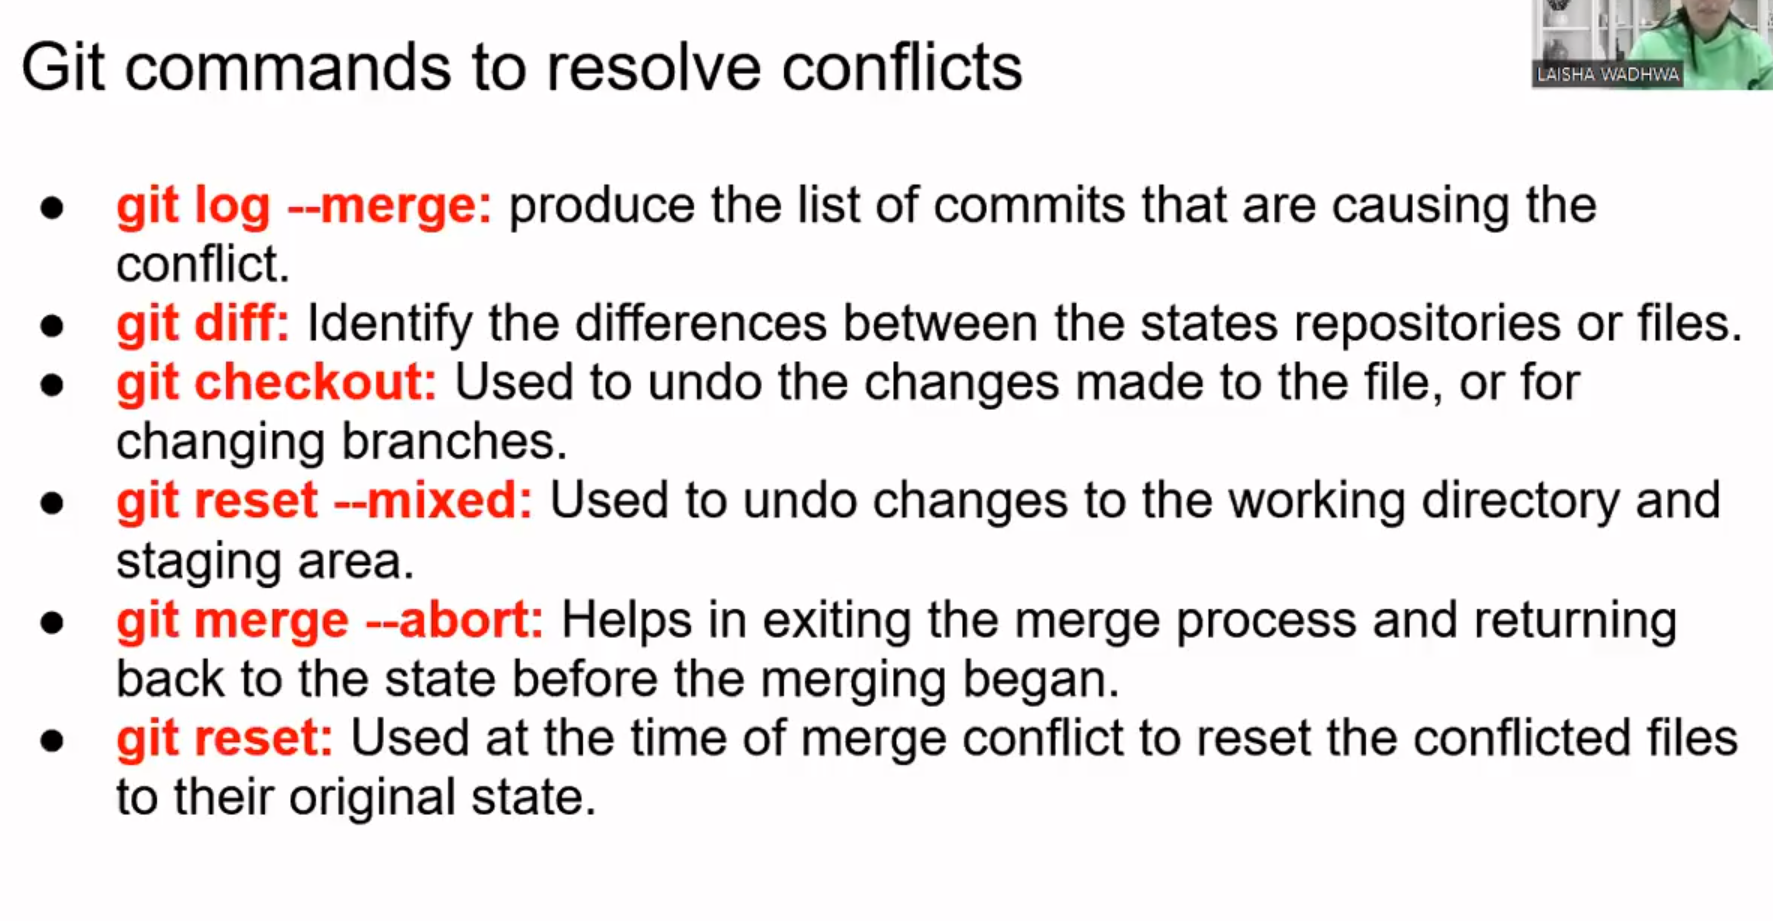 Git commands to resolve conflicts
LAISHA WADHWA
● git log --merge: produce the list of commits that are causing the
conflict.
● git diff: Identify the differences between the states repositories or files.
● git checkout: Used to undo the changes made to the file, or for
changing branches.
● git reset --mixed: Used to undo changes to the working directory and
staging area.
● git merge --abort: Helps in exiting the merge process and returning
back to the state before the merging began.
● git reset: Used at the time of merge conflict to reset the conflicted files
to their original state.